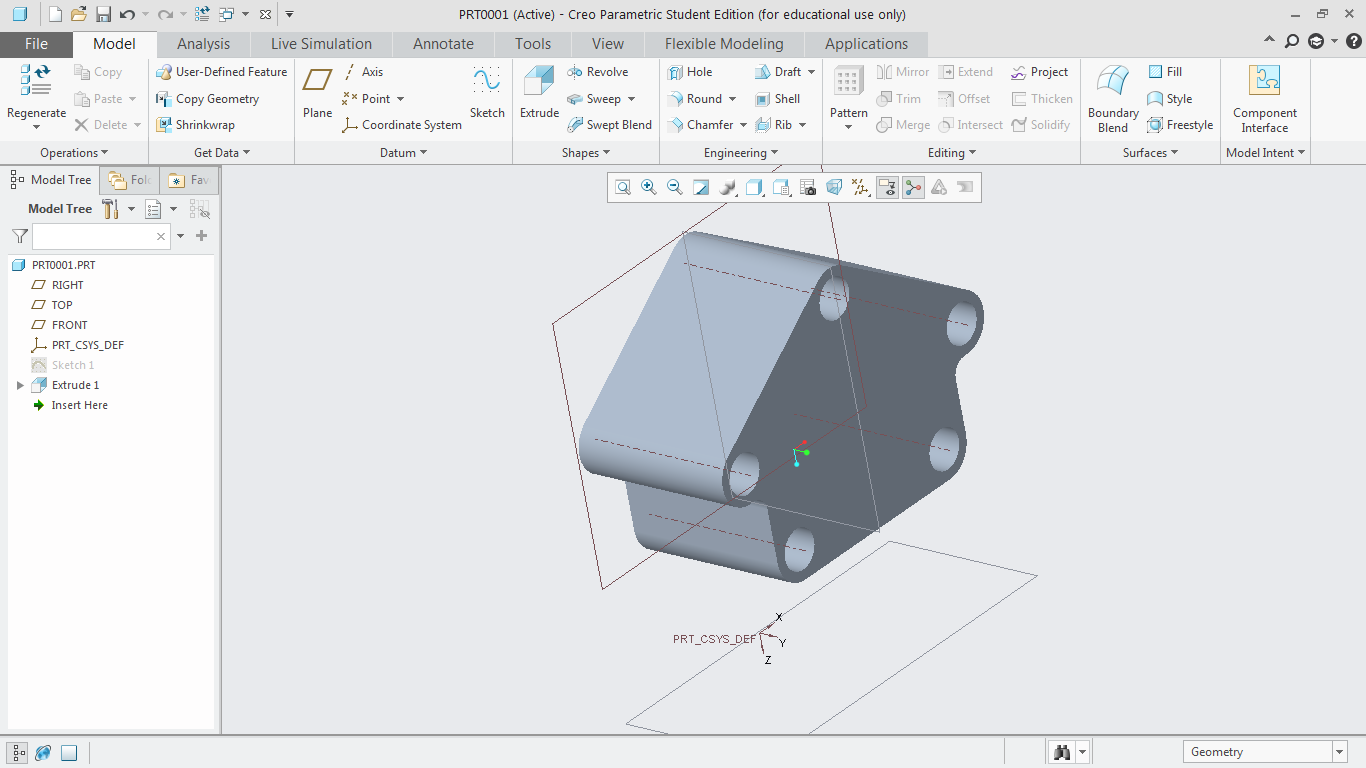 PRT0001 (Active) - Creo Parametric Student Edition (for educational use only)
File Model Analysis Live Simulation Annotate Tools View Flexible Modeling Applications
Regenerate
Copy
Paste
Delete
Operations
User-Defined Feature
Copy Geometry
Shrinkwrap
Get Data
Plane
Axis
Point
Coordinate System
Sketch
Datum
Extrude
Revolve
Sweep
Swept Blend
Shapes
Hole
Round
Chamfer
Draft
Shell
Rib
Engineering
Pattern
Mirror
Trim
Merge
Extend
Offset
Intersect
Project
Thicken
Solidify
Editing
Boundary
Blend
Fill
Style
Freestyle
Surfaces
Component
Interface
Model Intent
Model Tree Fol Fav
Model Tree
PRT0001.PRT
RIGHT
TOP
FRONT
PRT_CSYS_DEF
Sketch 1
Extrude 1
Insert Here
X
PRT_CSYS_DEF
Y
Z
Geometry